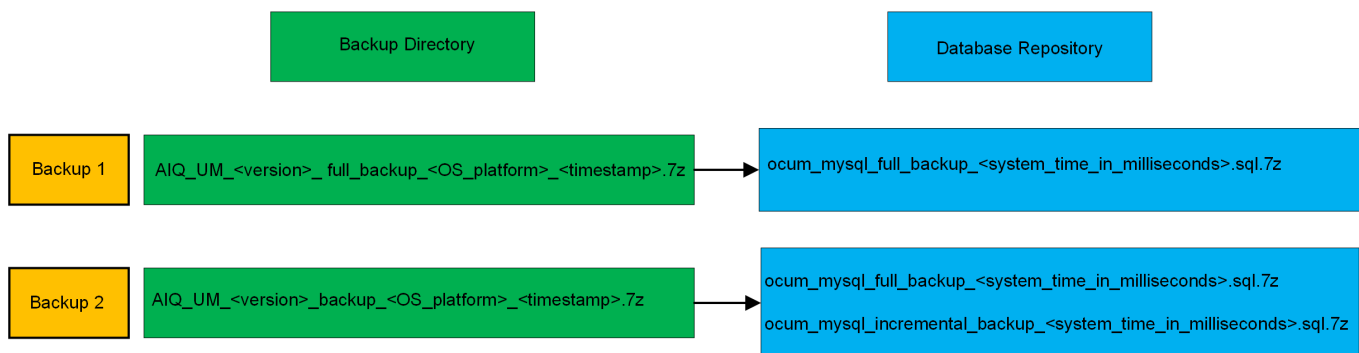 Backup Directory
Database Repository
Backup 1
AIQ_UM_<version>_ full_backup_<OS_platform>_<timestamp>.7z
ocum_mysql_full_backup_<system_time_in_milliseconds>.sql.7z
Backup 2
AIQ_UM_<version>_backup_<OS_platform>_<timestamp>.7z
ocum_mysql_full_backup_<system_time_in_milliseconds>.sql.7z
ocum_mysql_incremental_backup_<system_time_in_milliseconds>.sql.7z